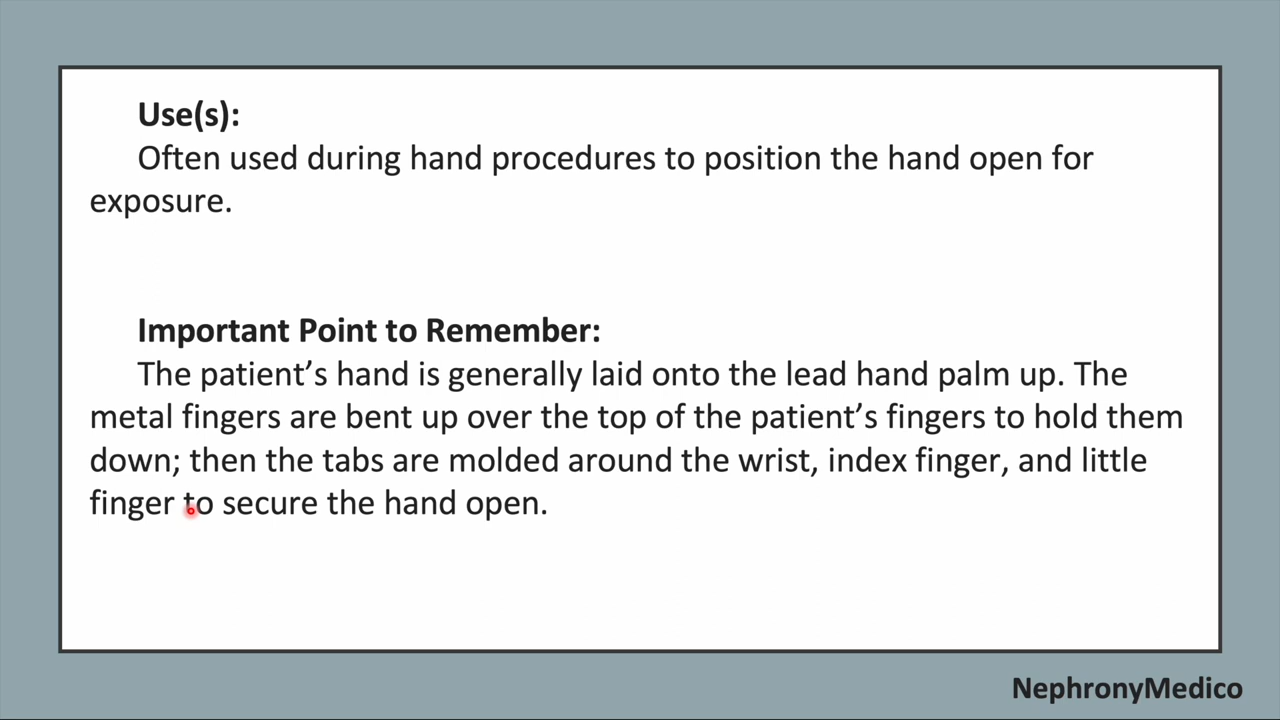 Use(s):
Often used during hand procedures to position the hand open for
exposure.
Important Point to Remember:
The patient’s hand is generally laid onto the lead hand palm up. The
metal fingers are bent up over the top of the patient’s fingers to hold them
down; then the tabs are molded around the wrist, index finger, and little
finger to secure the hand open.
NephronyMedico